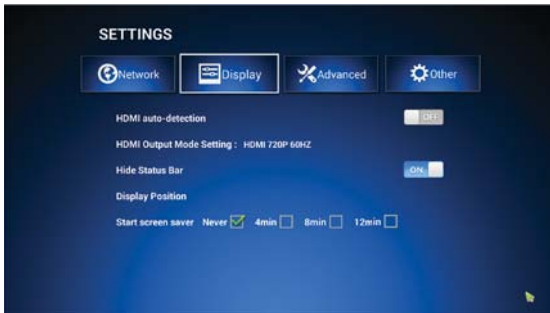 SETTINGS
Network Display Advanced Other
HDMI auto-detection OFF
HDMI Output Mode Setting : HDMI 720P 60HZ
Hide Status Bar ON
Display Position
Start screen saver Never 4min 8min 12min